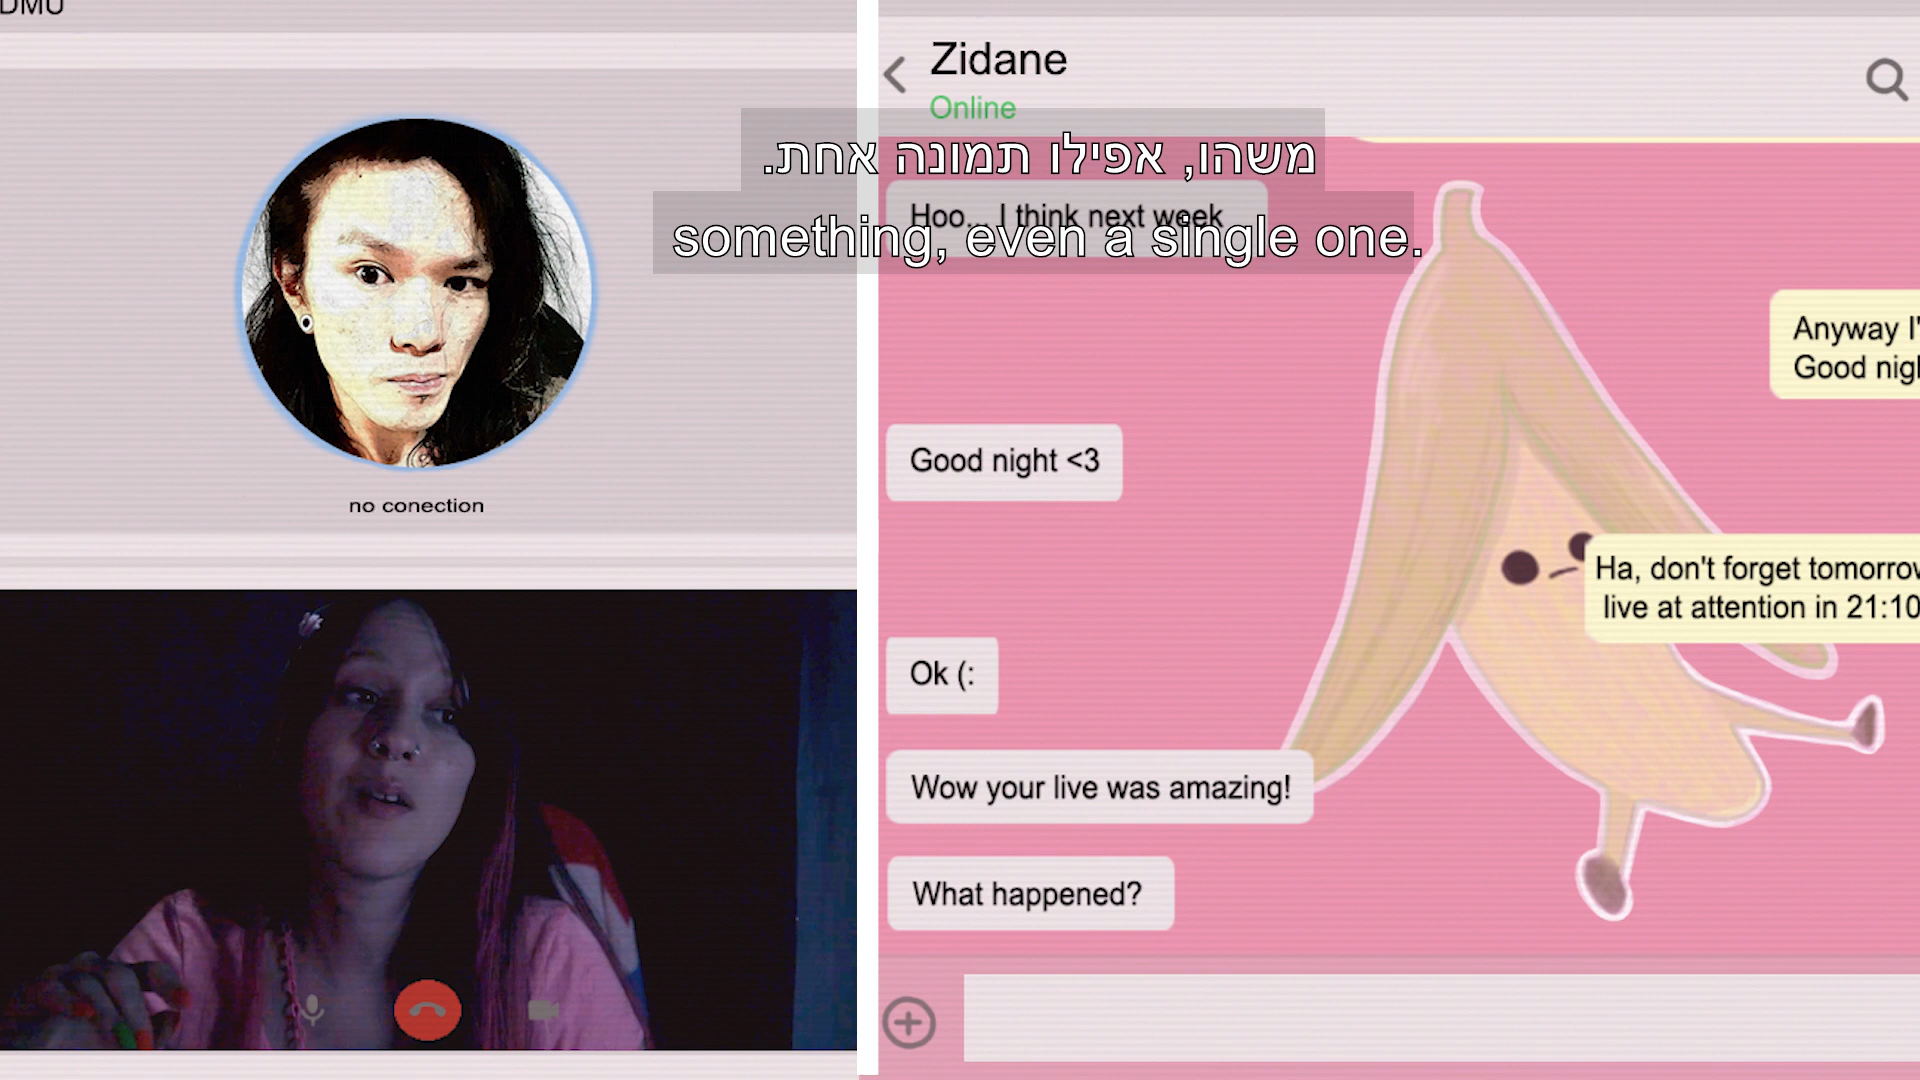 DMU
no conection
Zidane
Online
משהו, אפילו תמונה אחת.
something, even a single one.
Hoo... I think next week
Anyway I'
Good
Good night <3
Ha, don't forget
live at attention in 21:10
Ok (:
Wow your live was amazing!
What happened?